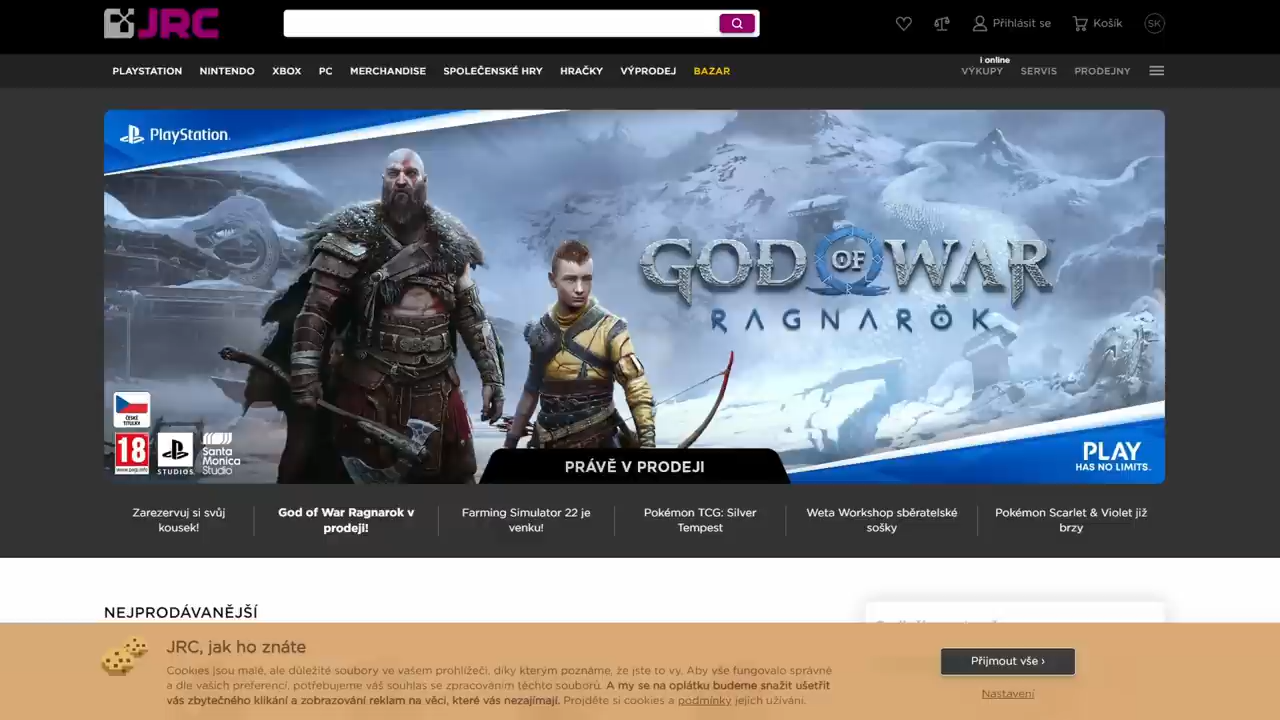 JRC
Přihlásit se
Košík
SK
PLAYSTATION
NINTENDO
XBOX
PC
MERCHANDISE
SPOLEČENSKÉ HRY
HRAČKY
VÝPRODEJ
BAZAR
i online
VÝKUPY
SERVIS
PRODEJNY
PlayStation
GOD OF WAR
RAGNARÖK
ČESKÉ
TITULKY
18
www.pegi.info
STUDIOS
Santa
Monica
Studio
PLAY
HAS NO LIMITS.
PRÁVĚ V PRODEJI
Zarezervuj si svůj
kousek!
God of War Ragnarok v
prodeji!
Farming Simulator 22 je
venku!
Pokémon TCG: Silver
Tempest
Weta Workshop sběratelské
sošky
Pokémon Scarlet & Violet již
brzy
NEJPRODÁVANĚJŠÍ
JRC, jak ho znáte
Cookies jsou malé, ale důležité soubory ve vašem prohlížeči, díky kterým poznáme, že jste to vy. Aby vše fungovalo správně
a dle vašich preferencí, potřebujeme váš souhlas se zpracováním těchto souborů. A my se na oplátku budeme snažit ušetřit
vás zbytečného klikání a zobrazování reklam na věci, které vás nezajímají. Projděte si cookies a podmínky jejich užívání.
Přijmout vše ›
Nastavení